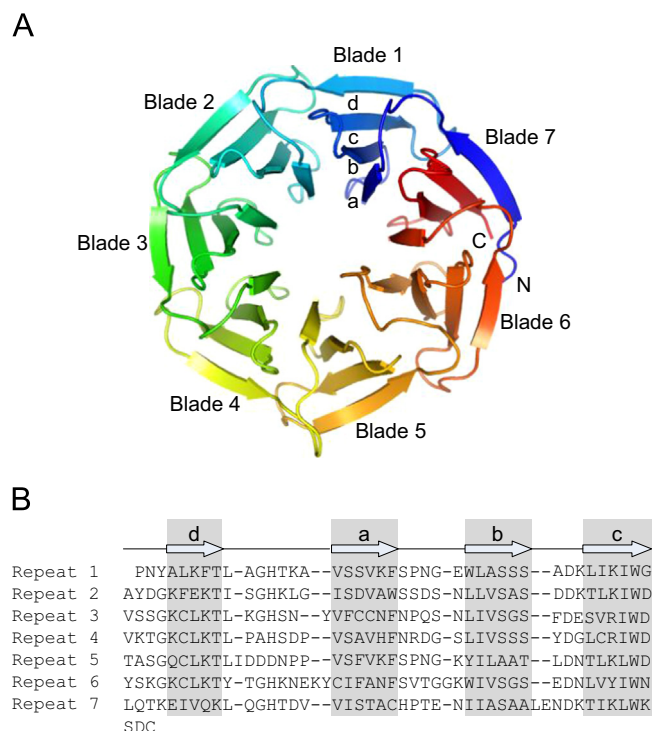 A
Blade 1
Blade 2
d
Blade 7
c
b
a
Blade 3
C
N
Blade 6
Blade 4
Blade 5
B
d a b c
Repeat 1 PNYALKFTL-AGHTKA--VSSVKFSPNG-EWLASSS--ADKLIKIWG
Repeat 2 AYDGKFEKTI-SGHKLG--ISDVAWSSDSNLLVSAS--DDKTLKIWD
Repeat 3 VSSGKCLKTL-KGHSN--YVFCCNFNPQS-NLIVSGS--FDESVRIWD
Repeat 4 VKTGKCLKTL-PAHSDP--VSAVHFNRDG-SLIVSSS--YDGLCRIWD
Repeat 5 TASGQCLKTLIDDDNPP--VSFVKFSPNG-KYILAAT--LDNTLKLWD
Repeat 6 YSKGKCLKTY-TGHKNEKYCIFANFSVTGGKWIVSGS--EDNLVYIWN
Repeat 7 LQTKEIVQKL-QGHTDV--VISTACHPTE-NIIASAALENDKTIKLWK
SDC